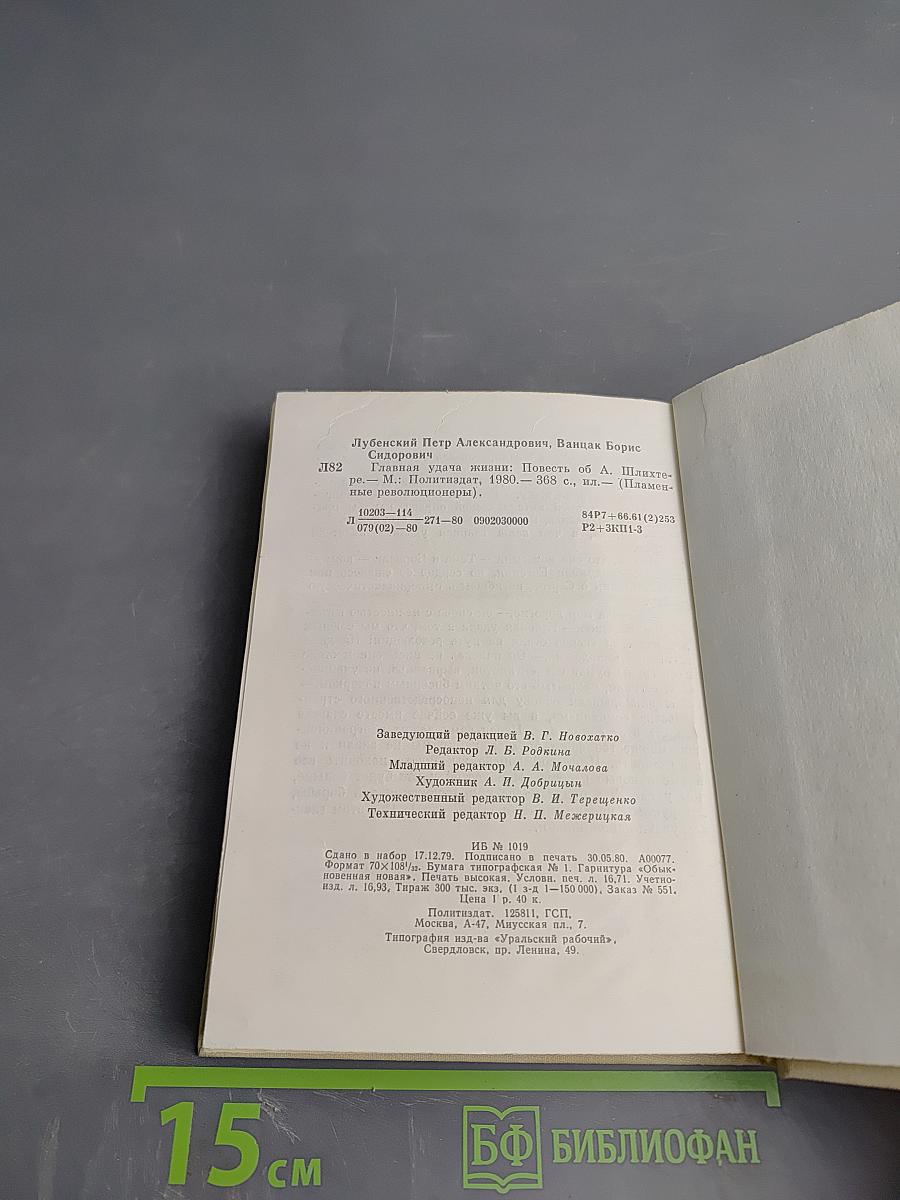 Лубенский Петр Александрович, Ванцак Борис
Сидорович
Л82 Главная удача жизни: Повесть об А. Шлихте-
ре.— М.: Политиздат, 1980.— 368 с., ил.— (Пламен-
ные революционеры).
10203—114
Л 079(02)—80 271—80 0902030000
84Р7+66.61(2)253
Р2+3КП1-3
Заведующий редакцией В. Г. Новохатко
Редактор Л. Б. Родкина
Младший редактор А. А. Мочалова
Художник А. И. Добрицын
Художественный редактор В. И. Терещенко
Технический редактор Н. П. Межерицкая
ИБ № 1019
Сдано в набор 17.12.79. Подписано в печать 30.05.80. А00077.
Формат 70×108¹/₃₂. Бумага типографская № 1. Гарнитура «Обык-
новенная новая». Печать высокая. Условн. печ. л. 16,71. Учетно-
изд. л. 16,93. Тираж 300 тыс. экз. (1 з-д 1—150 000). Заказ № 551.
Цена 1 р. 40 к.
Политиздат. 125811, ГСП,
Москва, А-47, Миусская пл., 7.
Типография изд-ва «Уральский рабочий»,
Свердловск, пр. Ленина, 49.
15 см
БФ БИБЛИОФАН